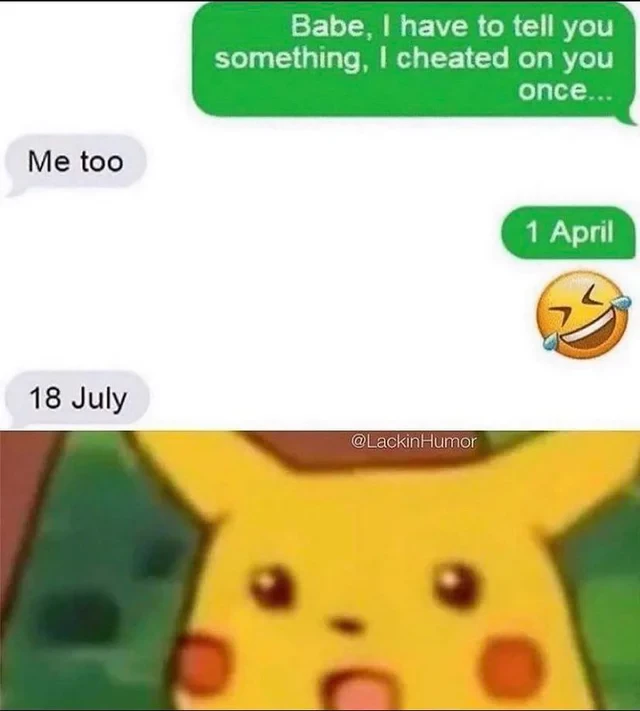 Babe, I have to tell you
something, I cheated on you
once...
Me too
1 April
18 July
@LackinHumor